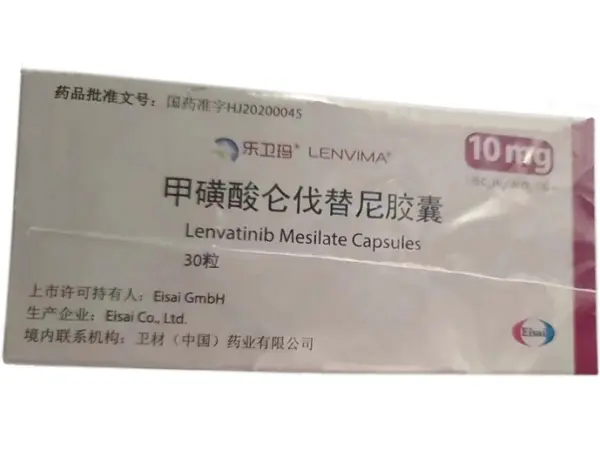 药品批准文号：国药准字HJ20200045
乐卫玛® LENVIMA®
10 mg
甲磺酸仑伐替尼胶囊
Lenvatinib Mesilate Capsules
30粒
上市许可持有人：Eisai GmbH
生产企业：Eisai Co., Ltd.
境内联系机构：卫材（中国）药业有限公司
Eisai